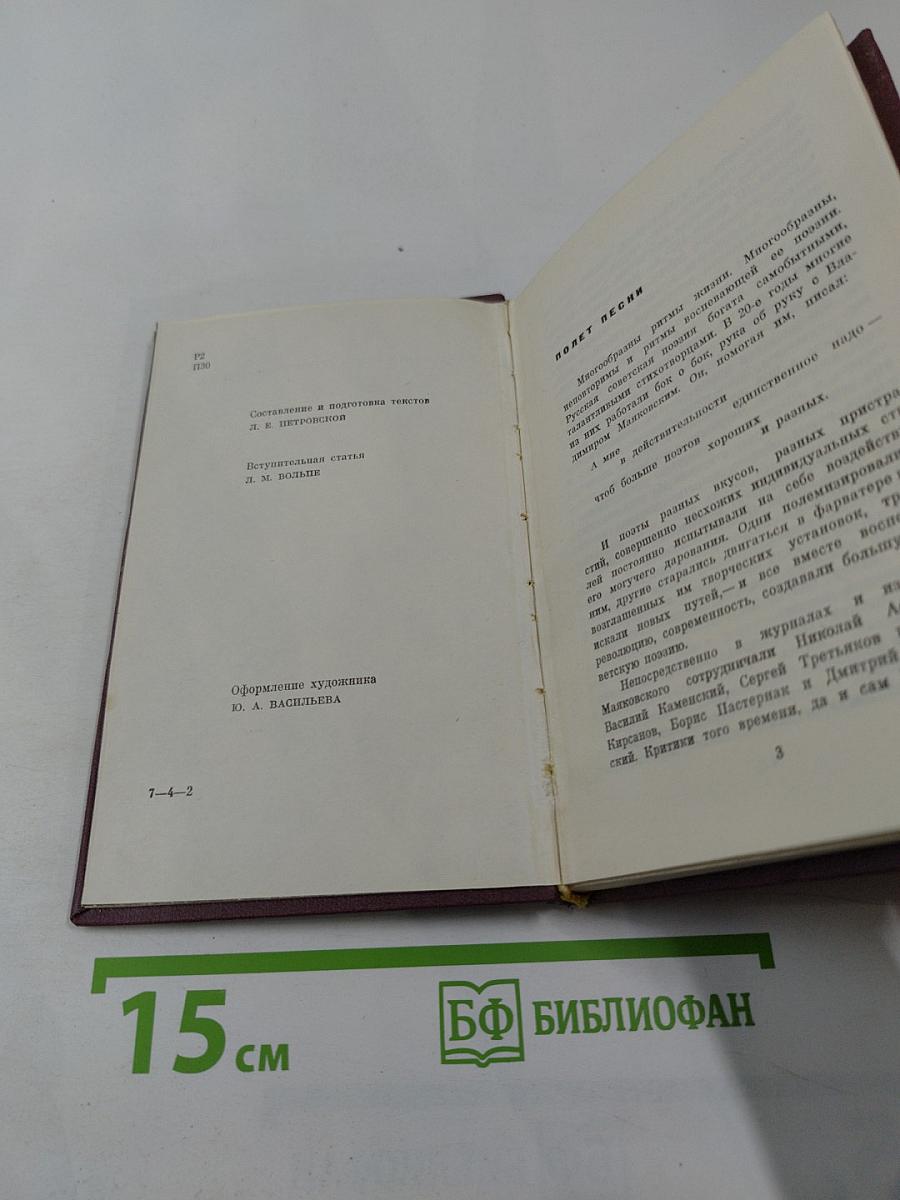 Р2
П30
Составление и подготовка текстов
Л. Е. ПЕТРОВСКОЙ
Вступительная статья
Л. М. ВОЛЬПЕ
Оформление художника
Ю. А. ВАСИЛЬЕВА
7—4—2
ПОЛЕТ ПЕСНИ
Многообразны ритмы жизни. Многообразны,
неповторимы и ритмы воспевающей ее поэзии.
Русская советская поэзия богата самобытными,
талантливыми стихотворцами. В 20-е годы многие
из них работали бок о бок, рука об руку с Вла-
димиром Маяковским. Он, помогая им, писал:
А мне
в действительности единственное надо —
чтоб больше поэтов хороших
и разных.
И поэты разных вкусов, разных пристра
стий, совершенно несхожих индивидуальных сти
лей постоянно испытывали на себе воздейств
его могучего дарования. Одни полемизировали
ним, другие старались двигаться в фарватере
возглашенных им творческих установок, тр
искали новых путей,— и все вместе воспе
революцию, современность, создавали большу
ветскую поэзию.
Непосредственно в журналах и из
Маяковского сотрудничали Николай Ас
Василий Каменский, Сергей Третьяков
Кирсанов, Борис Пастернак и Дмитрий
ский. Критики того времени, да и сам
3
15 см
БФ БИБЛИОФАН